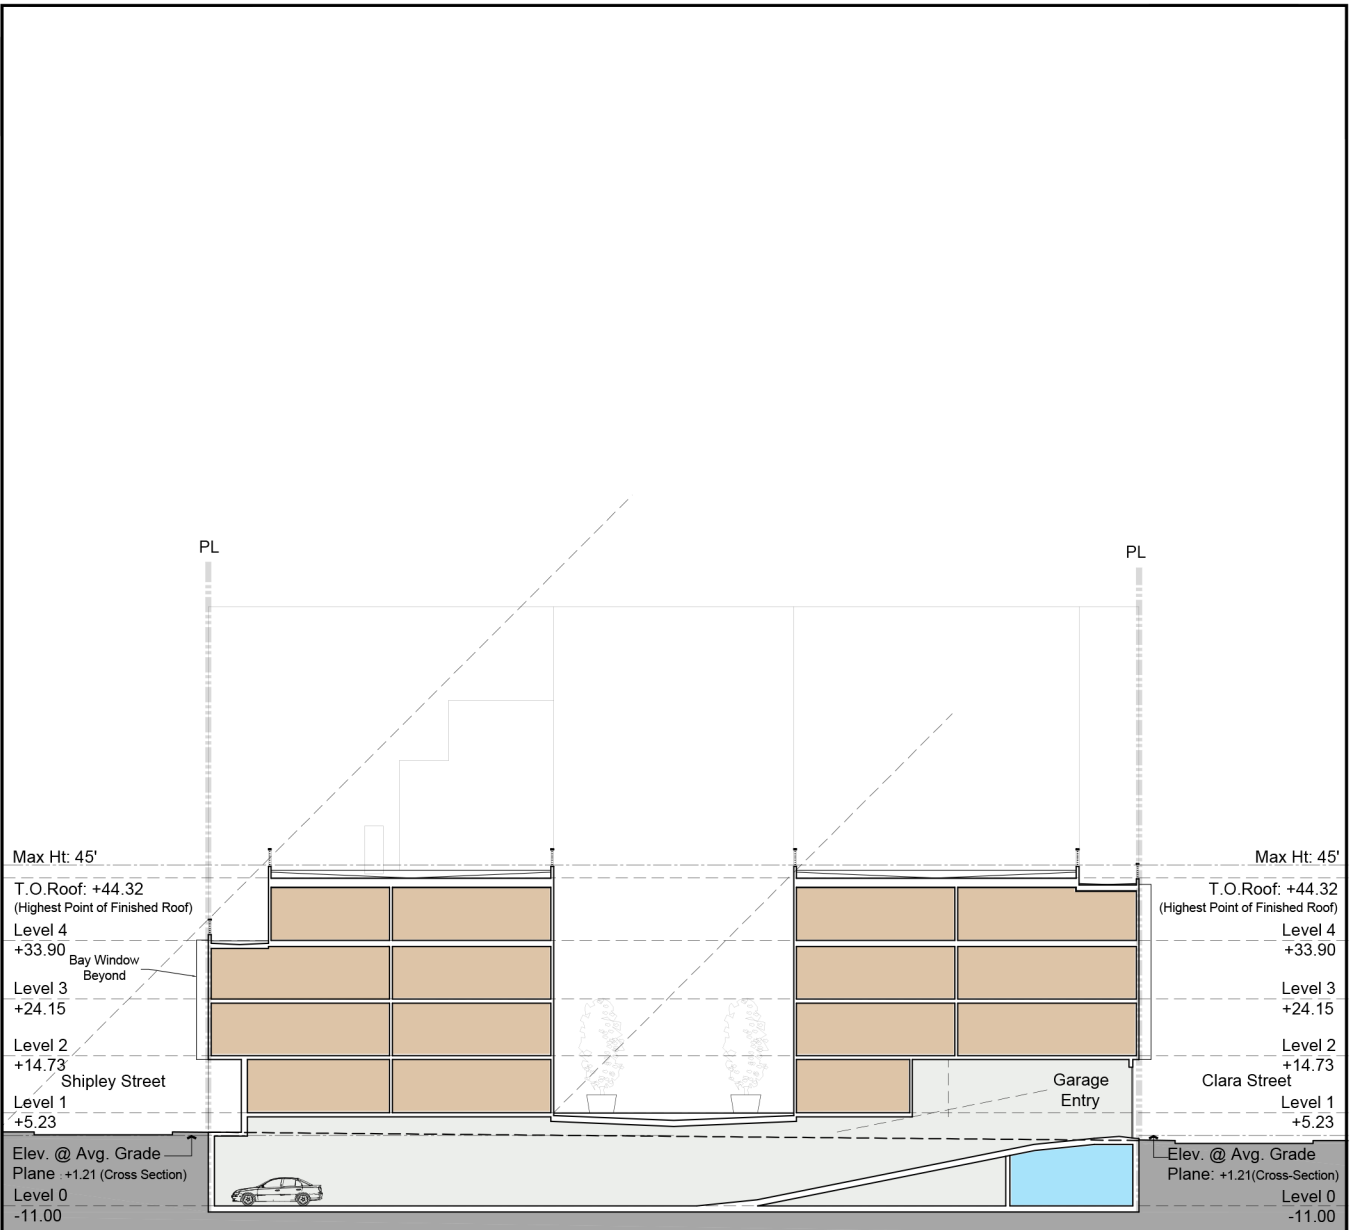 PL
PL
Max Ht: 45'
Max Ht: 45'
T.O.Roof: +44.32
(Highest Point of Finished Roof)
T.O.Roof: +44.32
(Highest Point of Finished Roof)
Level 4
+33.90
Level 4
+33.90
Bay Window
Beyond
Level 3
+24.15
Level 3
+24.15
Level 2
+14.73
Level 2
+14.73
Shipley Street
Garage
Entry
Clara Street
Level 1
+5.23
Level 1
+5.23
Elev. @ Avg. Grade
Plane : +1.21 (Cross Section)
Elev. @ Avg. Grade
Plane: +1.21(Cross-Section)
Level 0
-11.00
Level 0
-11.00